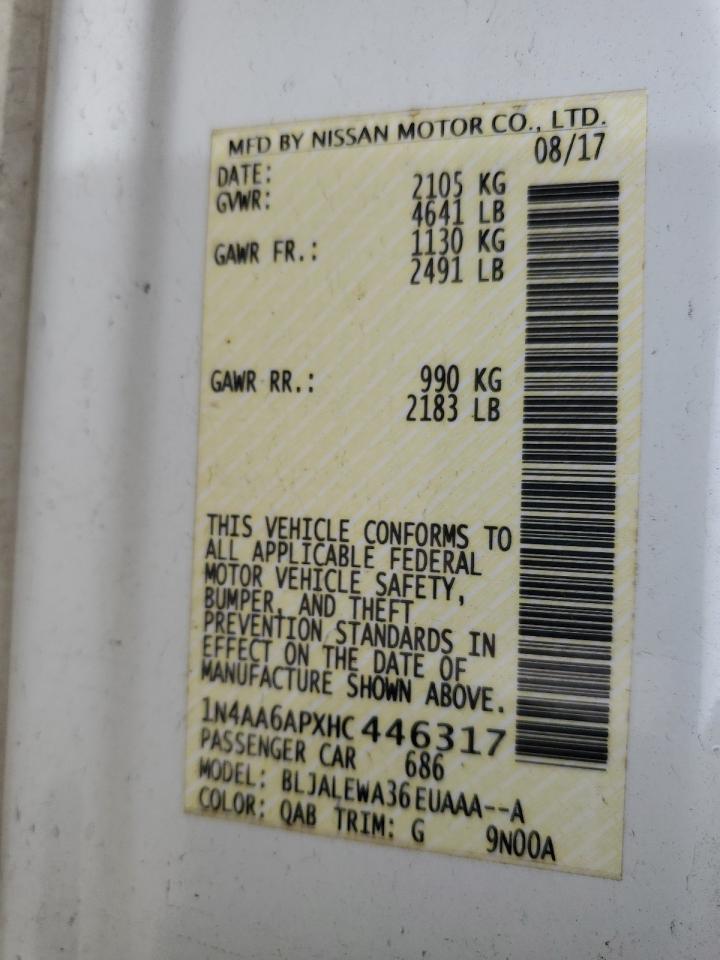 MFD BY NISSAN MOTOR CO., LTD.
DATE: 08/17
GVWR: 2105 KG
4641 LB
GAWR FR.: 1130 KG
2491 LB
GAWR RR.: 990 KG
2183 LB
THIS VEHICLE CONFORMS TO
ALL APPLICABLE FEDERAL
MOTOR VEHICLE SAFETY,
BUMPER, AND THEFT
PREVENTION STANDARDS IN
EFFECT ON THE DATE OF
MANUFACTURE SHOWN ABOVE.
1N4AA6APXHC446317
PASSENGER CAR 686
MODEL: BLJALEWA36EUAAA--A
COLOR: QAB TRIM: G 9N00A